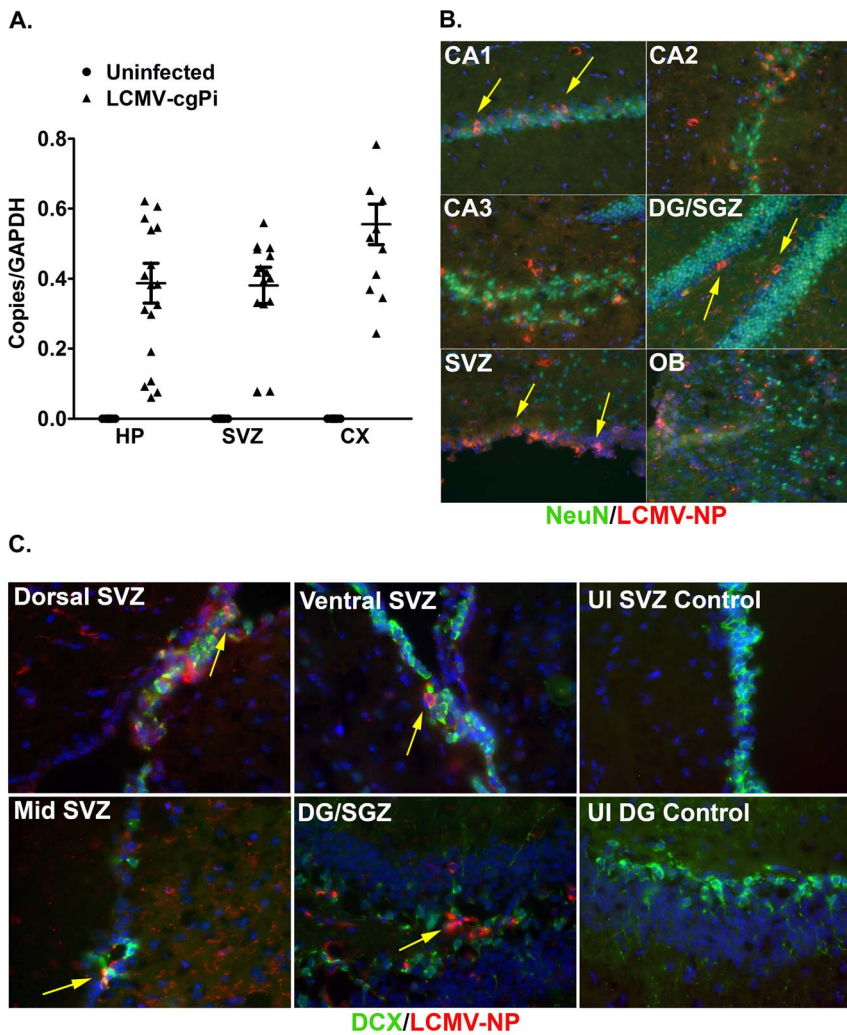 A.
Uninfected
LCMV-cgPi
Copies/GAPDH
0.8
0.6
0.4
0.2
0.0
HP
SVZ
CX
B.
CA1
CA2
CA3
DG/SGZ
SVZ
OB
NeuN/LCMV-NP
C.
Dorsal SVZ
Ventral SVZ
UI SVZ Control
Mid SVZ
DG/SGZ
UI DG Control
DCX/LCMV-NP